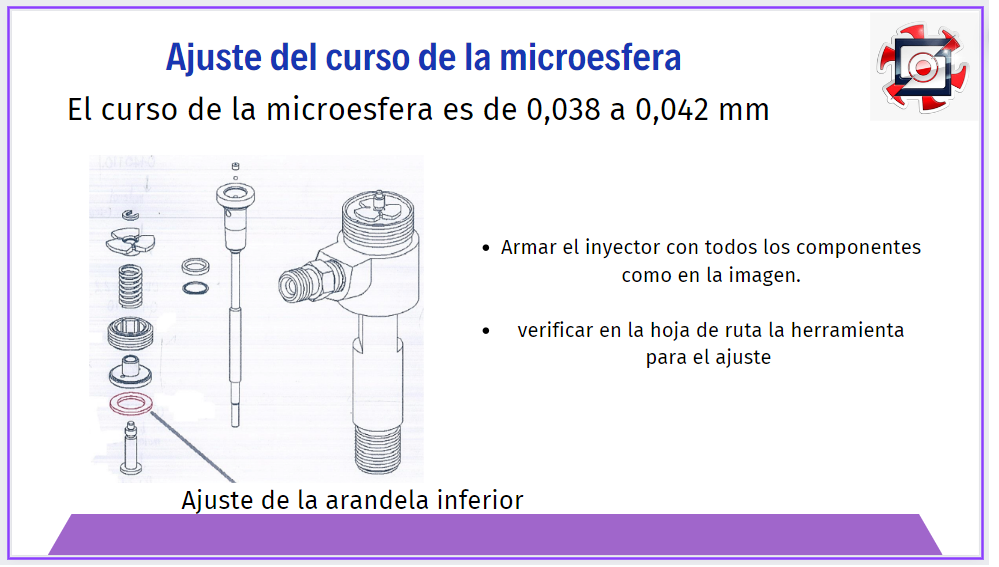 Ajuste del curso de la microesfera
El curso de la microesfera es de 0,038 a 0,042 mm
• Armar el inyector con todos los componentes
como en la imagen.
• verificar en la hoja de ruta la herramienta
para el ajuste
Ajuste de la arandela inferior